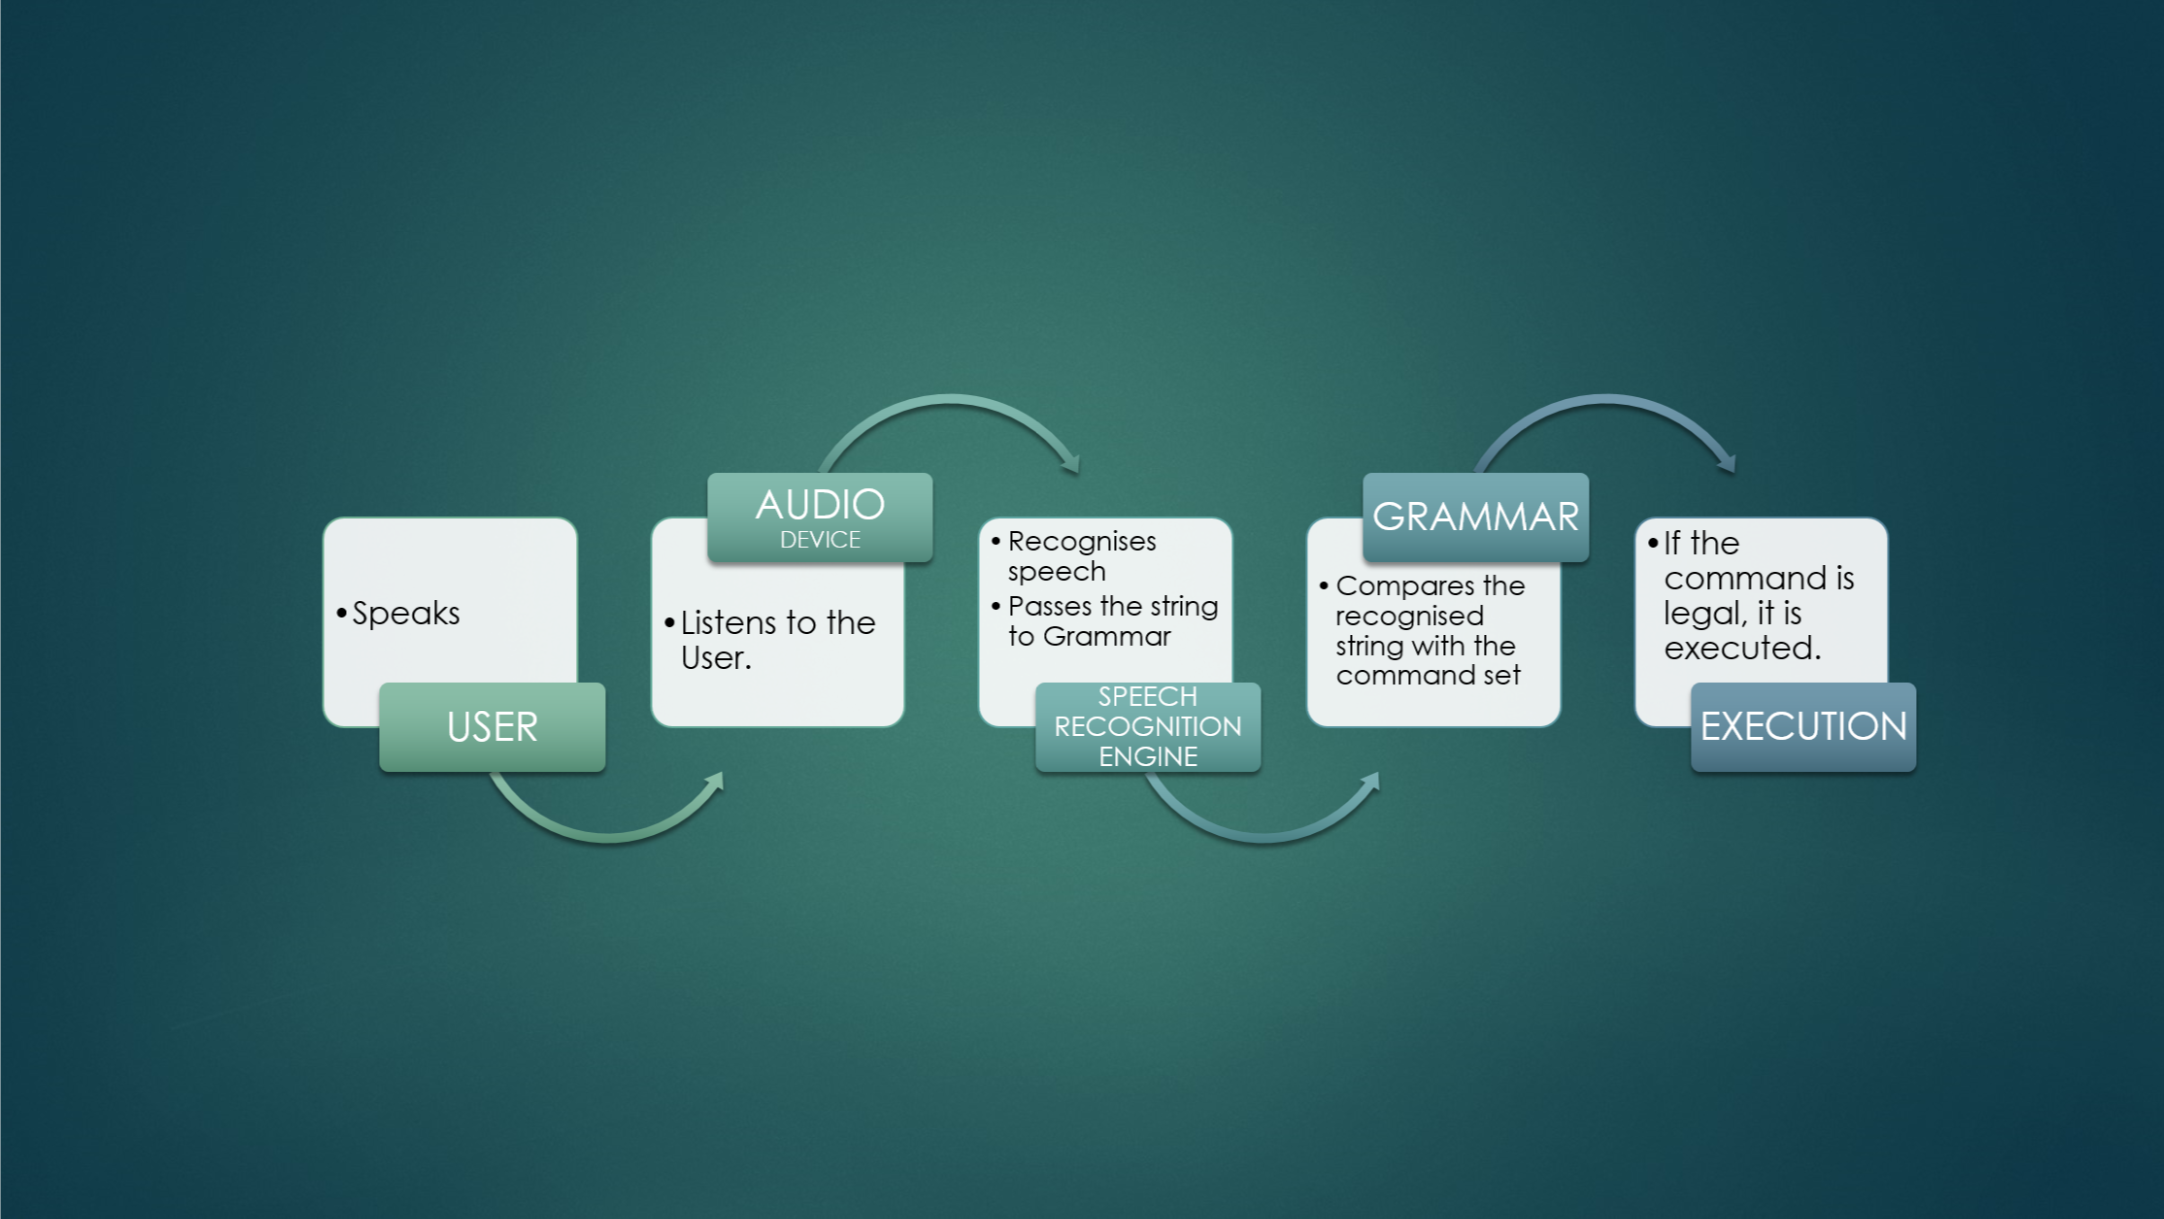 •Speaks
USER
AUDIO
DEVICE
•Listens to the
User.
•Recognises
speech
•Passes the string
to Grammar
SPEECH
RECOGNITION
ENGINE
GRAMMAR
•Compares the
recognised
string with the
command set
•If the
command is
legal, it is
executed.
EXECUTION